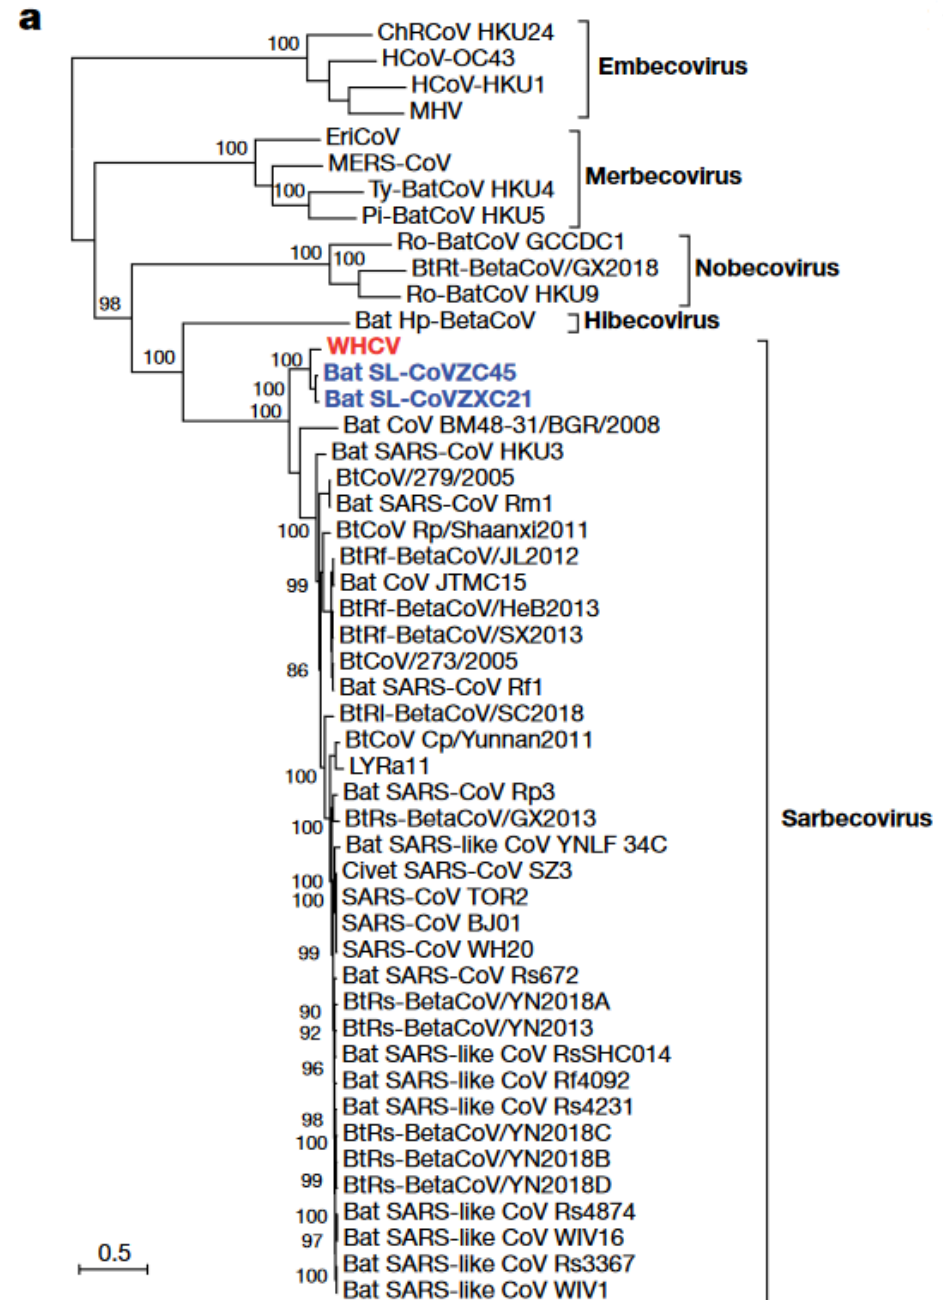 a
100
ChRCoV HKU24
HCoV-OC43
HCoV-HKU1
MHV
Embecovirus
100
EriCoV
MERS-CoV
100
Ty-BatCoV HKU4
Pi-BatCoV HKU5
Merbecovirus
100
100
Ro-BatCoV GCCDC1
BtRt-BetaCoV/GX2018
Ro-BatCoV HKU9
Nobecovirus
98
Bat Hp-BetaCoV
Hibecovirus
100
100
WHCV
Bat SL-CoVZC45
100
Bat SL-CoVZXC21
100
Bat CoV BM48-31/BGR/2008
Bat SARS-CoV HKU3
BtCoV/279/2005
Bat SARS-CoV Rm1
100
BtCoV Rp/Shaanxi2011
BtRf-BetaCoV/JL2012
99
Bat CoV JTMC15
BtRf-BetaCoV/HeB2013
BtRf-BetaCoV/SX2013
86
BtCoV/273/2005
Bat SARS-CoV Rf1
BtRl-BetaCoV/SC2018
BtCoV Cp/Yunnan2011
100
LYRa11
Bat SARS-CoV Rp3
100
BtRs-BetaCoV/GX2013
Sarbecovirus
Bat SARS-like CoV YNLF 34C
100
Civet SARS-CoV SZ3
100
SARS-CoV TOR2
SARS-CoV BJ01
99
SARS-CoV WH20
Bat SARS-CoV Rs672
90
BtRs-BetaCoV/YN2018A
92
BtRs-BetaCoV/YN2013
96
Bat SARS-like CoV RsSHC014
Bat SARS-like CoV Rf4092
98
Bat SARS-like CoV Rs4231
100
BtRs-BetaCoV/YN2018C
BtRs-BetaCoV/YN2018B
99
BtRs-BetaCoV/YN2018D
100
Bat SARS-like CoV Rs4874
97
Bat SARS-like CoV WIV16
Bat SARS-like CoV Rs3367
100
Bat SARS-like CoV WIV1
0.5